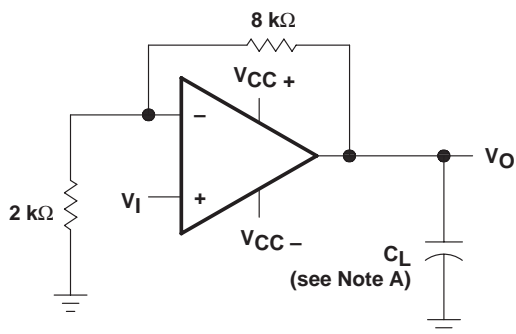 8 kΩ
VCC +
–
VO
VI
+
2 kΩ
VCC –
CL
(see Note A)